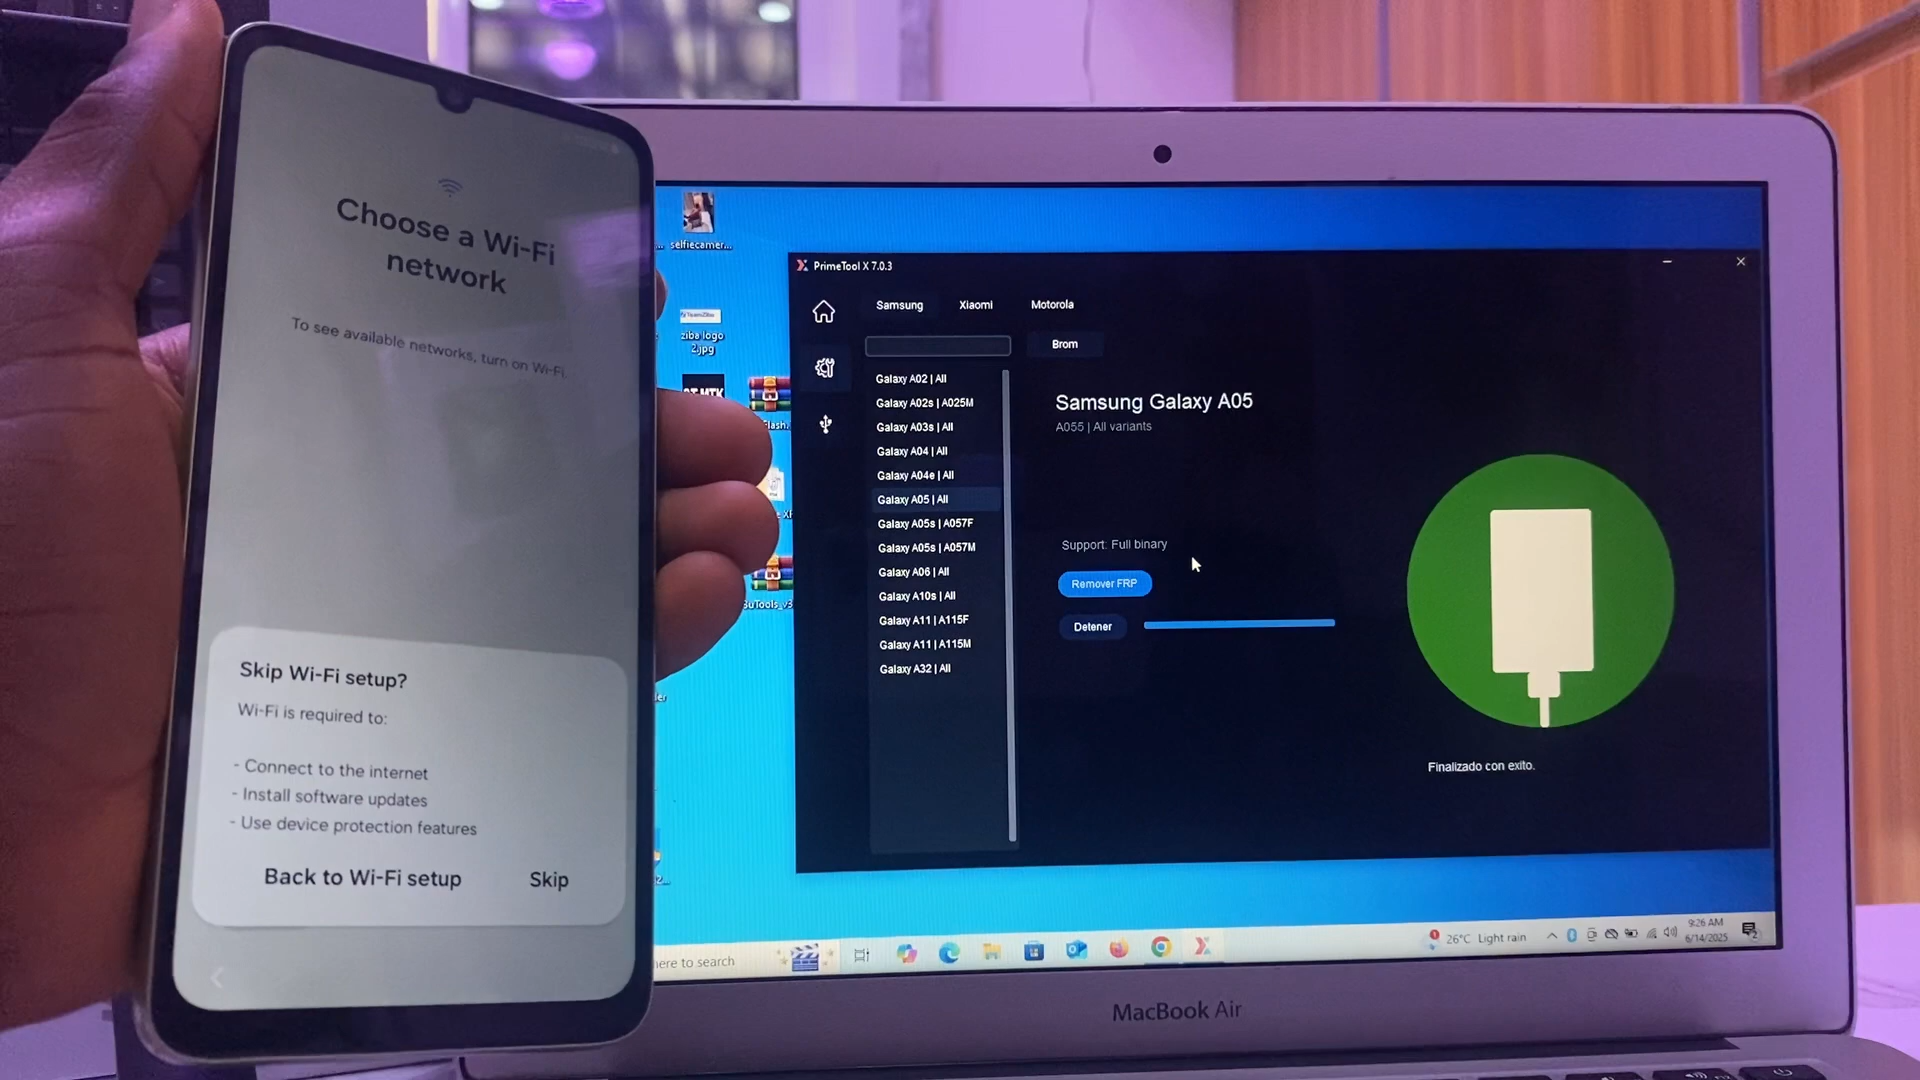 Choose a Wi-Fi
network
To see available networks, turn on Wi-Fi.
Skip Wi-Fi setup?
Wi-Fi is required to:
- Connect to the internet
- Install software updates
- Use device protection features
Back to Wi-Fi setup
Skip
selfiecamer...
ziba logo
2.jpg
PrimeTool X 7.0.3
Samsung
Xiaomi
Motorola
Brom
Galaxy A02 | All
Galaxy A02s | A025M
Galaxy A03s | All
Galaxy A04 | All
Galaxy A04e | All
Galaxy A05 | All
Galaxy A05s | A057F
Galaxy A05s | A057M
Galaxy A06 | All
Galaxy A10s | All
Galaxy A11 | A115F
Galaxy A11 | A115M
Galaxy A32 | All
Samsung Galaxy A05
A055 | All variants
Support: Full binary
Remover FRP
Detener
Finalizado con exito.
here to search
26°C Light rain
9:26 AM
6/14/2025
MacBook Air